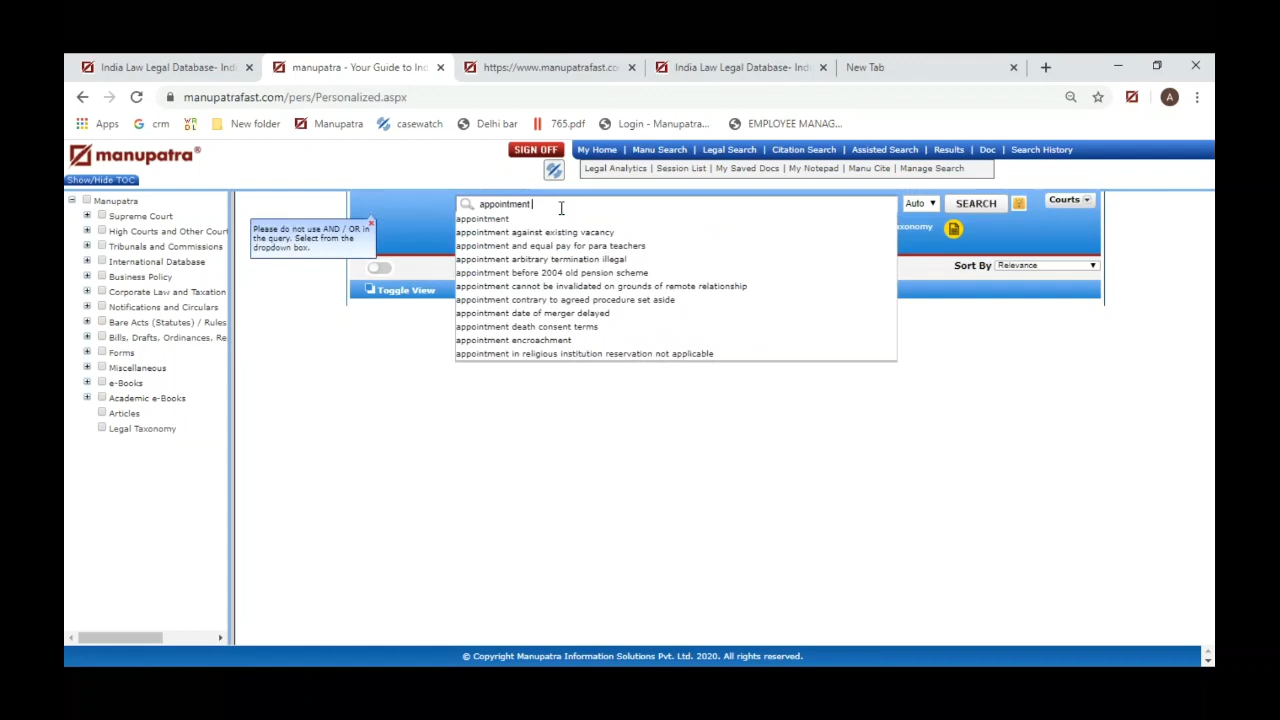 India Law Legal Database- Indi
manupatra - Your Guide to Ind
https://www.manupatrafast.co
India Law Legal Database- Indi
New Tab
manupatrafast.com/pers/Personalized.aspx
A
Apps
crm
New folder
Manupatra
casewatch
Delhi bar
765.pdf
Login - Manupatra...
EMPLOYEE MANAG...
manupatra®
SIGN OFF
My Home | Manu Search | Legal Search | Citation Search | Assisted Search | Results | Doc | Search History
Legal Analytics | Session List | My Saved Docs | My Notepad | Manu Cite | Manage Search
Show/Hide TOC
Manupatra
Supreme Court
High Courts and Other Court
Tribunals and Commissions
International Database
Business Policy
Corporate Law and Taxation
Notifications and Circulars
Bare Acts (Statutes) / Rules
Bills, Drafts, Ordinances, Re
Forms
Miscellaneous
e-Books
Academic e-Books
Articles
Legal Taxonomy
Please do not use AND / OR in
the query. Select from the
dropdown box.
appointment
Auto
SEARCH
Courts
axonomy
Sort By
Relevance
Toggle View
appointment
appointment against existing vacancy
appointment and equal pay for para teachers
appointment arbitrary termination illegal
appointment before 2004 old pension scheme
appointment cannot be invalidated on grounds of remote relationship
appointment contrary to agreed procedure set aside
appointment date of merger delayed
appointment death consent terms
appointment encroachment
appointment in religious institution reservation not applicable
© Copyright Manupatra Information Solutions Pvt. Ltd. 2020. All rights reserved.